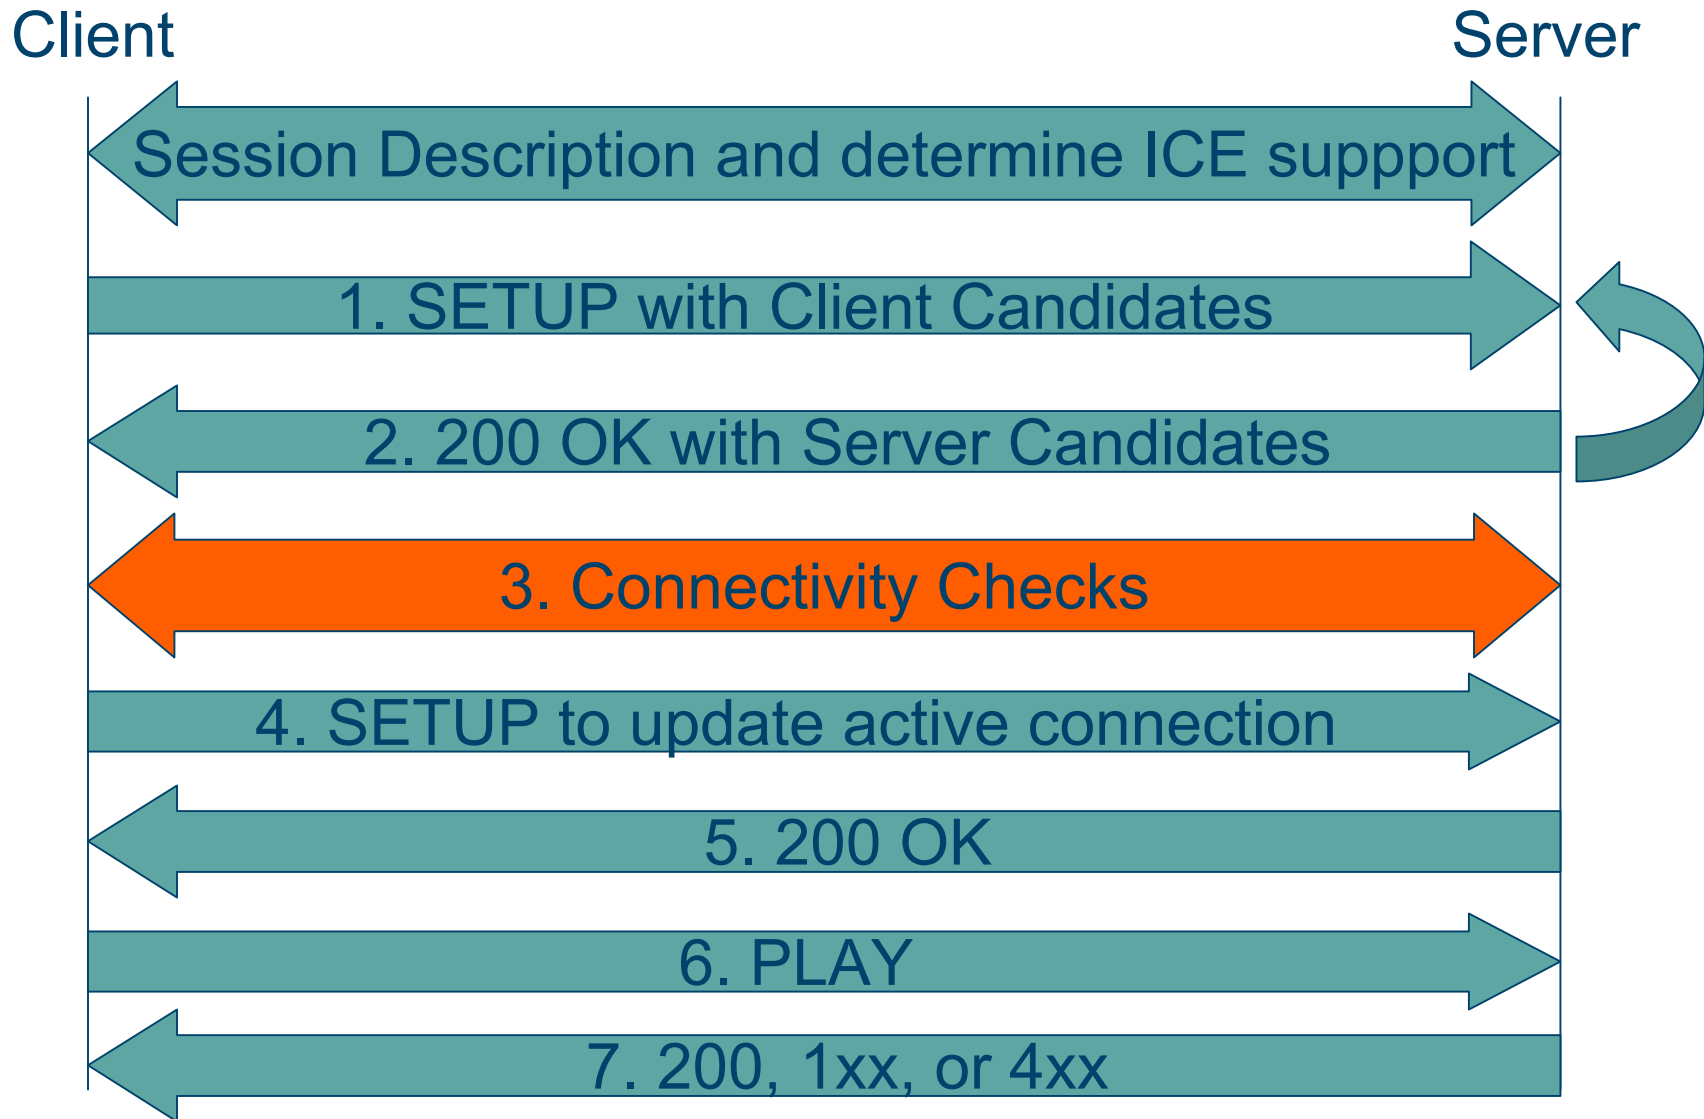 Client
Server
Session Description and determine ICE suppport
1. SETUP with Client Candidates
2. 200 OK with Server Candidates
3. Connectivity Checks
4. SETUP to update active connection
5. 200 OK
6. PLAY
7. 200, 1xx, or 4xx